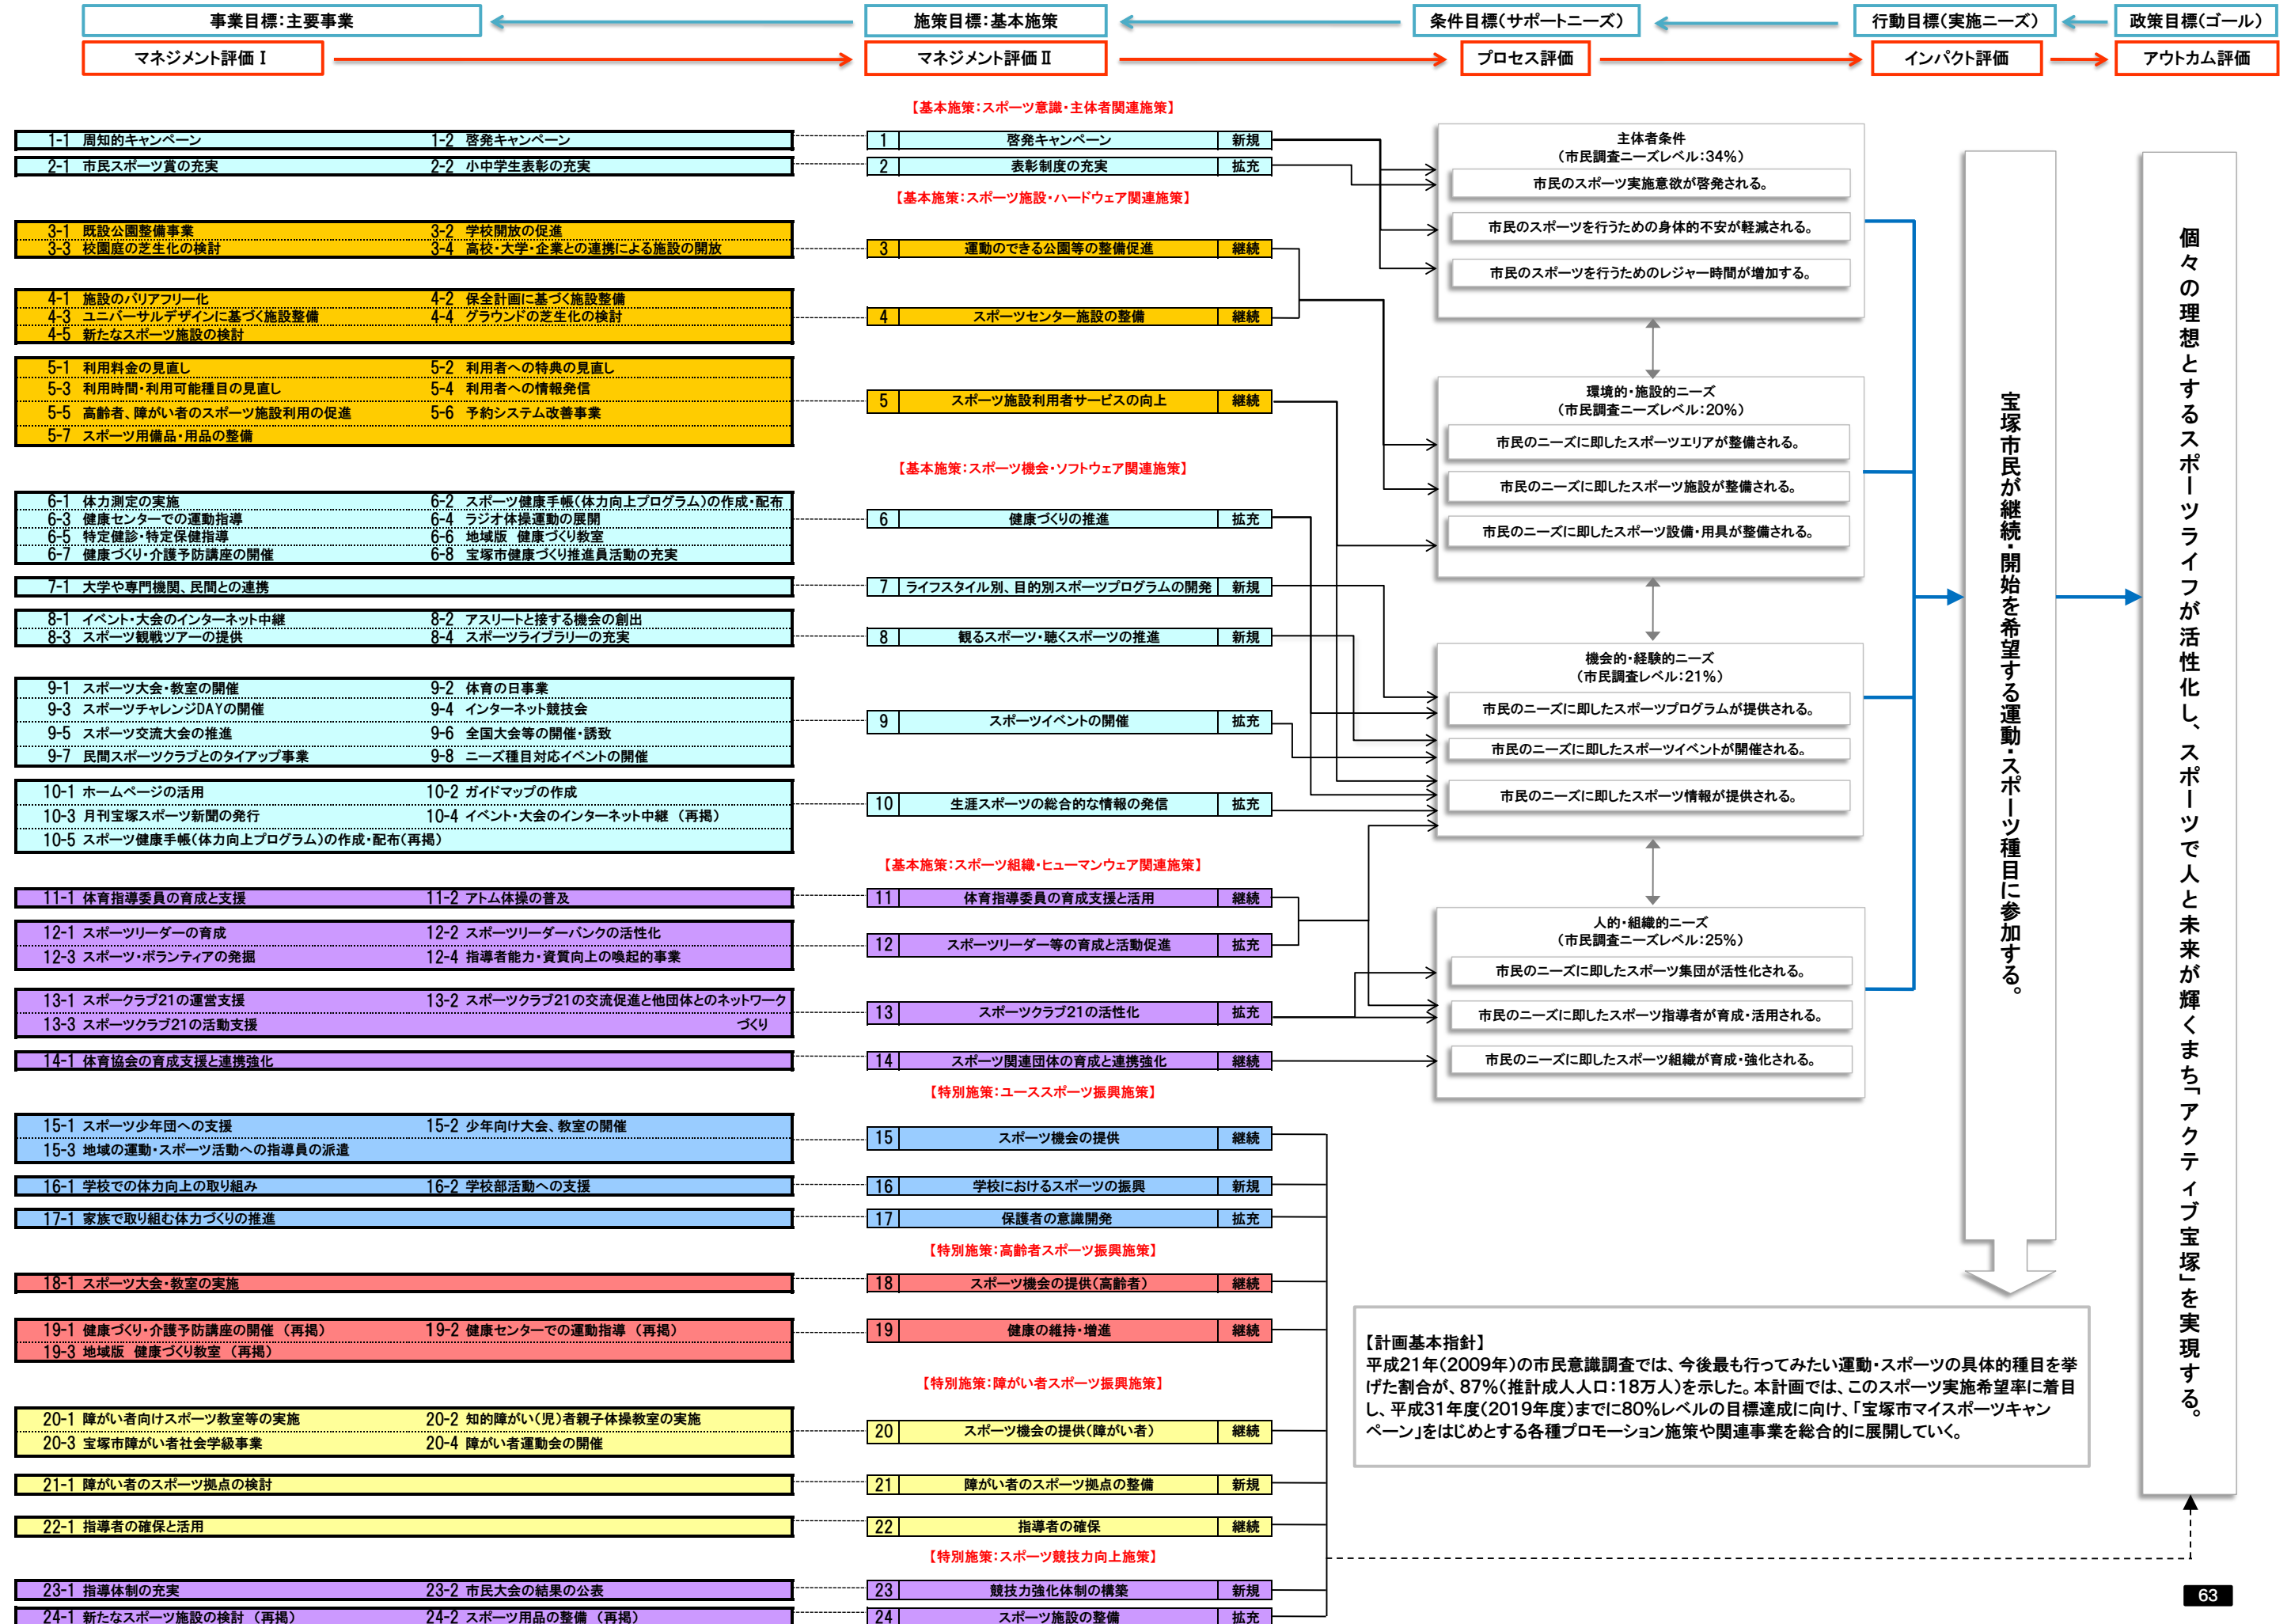 事業目標：主要事業
施策目標：基本施策
条件目標（サポートニーズ）
行動目標（実施ニーズ）
政策目標（ゴール）
マネジメント評価Ⅰ
マネジメント評価Ⅱ
プロセス評価
インパクト評価
アウトカム評価
【基本施策：スポーツ意識・主体者関連施策】
1-1 周知的キャンペーン 1-2 啓発キャンペーン
1 啓発キャンペーン 新規
2-1 市民スポーツ賞の充実 2-2 小中学生表彰の充実
2 表彰制度の充実 拡充
【基本施策：スポーツ施設・ハードウェア関連施策】
3-1 既設公園整備事業 3-2 学校開放の促進
3-3 校園庭の芝生化の検討 3-4 高校・大学・企業との連携による施設の開放
3 運動のできる公園等の整備促進 継続
4-1 施設のバリアフリー化 4-2 保全計画に基づく施設整備
4-3 ユニバーサルデザインに基づく施設整備 4-4 グラウンドの芝生化の検討
4-5 新たなスポーツ施設の検討
4 スポーツセンター施設の整備 継続
5-1 利用料金の見直し 5-2 利用者への特典の見直し
5-3 利用時間・利用可能種目の見直し 5-4 利用者への情報発信
5-5 高齢者、障がい者のスポーツ施設利用の促進 5-6 予約システム改善事業
5-7 スポーツ用備品・用品の整備
5 スポーツ施設利用者サービスの向上 継続
【基本施策：スポーツ機会・ソフトウェア関連施策】
6-1 体力測定の実施 6-2 スポーツ健康手帳（体力向上プログラム）の作成・配布
6-3 健康センターでの運動指導 6-4 ラジオ体操運動の展開
6-5 特定健診・特定保健指導 6-6 地域版 健康づくり教室
6-7 健康づくり・介護予防講座の開催 6-8 宝塚市健康づくり推進員活動の充実
6 健康づくりの推進 拡充
7-1 大学や専門機関、民間との連携
7 ライフスタイル別、目的別スポーツプログラムの開発 新規
8-1 イベント・大会のインターネット中継 8-2 アスリートと接する機会の創出
8-3 スポーツ観戦ツアーの提供 8-4 スポーツライブラリーの充実
8 観るスポーツ・聴くスポーツの推進 新規
9-1 スポーツ大会・教室の開催 9-2 体育の日事業
9-3 スポーツチャレンジDAYの開催 9-4 インターネット競技会
9-5 スポーツ交流大会の推進 9-6 全国大会等の開催・誘致
9-7 民間スポーツクラブとのタイアップ事業 9-8 ニーズ種目対応イベントの開催
9 スポーツイベントの開催 拡充
10-1 ホームページの活用 10-2 ガイドマップの作成
10-3 月刊宝塚スポーツ新聞の発行 10-4 イベント・大会のインターネット中継（再掲）
10-5 スポーツ健康手帳（体力向上プログラム）の作成・配布（再掲）
10 生涯スポーツの総合的な情報の発信 拡充
【基本施策：スポーツ組織・ヒューマンウェア関連施策】
11-1 体育指導委員の育成と支援 11-2 アトム体操の普及
11 体育指導委員の育成支援と活用 継続
12-1 スポーツリーダーの育成 12-2 スポーツリーダーバンクの活性化
12-3 スポーツ・ボランティアの発掘 12-4 指導者能力・資質向上の喚起的事業
12 スポーツリーダー等の育成と活動促進 拡充
13-1 スポークラブ21の運営支援 13-2 スポーツクラブ21の交流促進と他団体とのネットワーク
13-3 スポーツクラブ21の活動支援 づくり
13 スポーツクラブ21の活性化 拡充
14-1 体育協会の育成支援と連携強化
14 スポーツ関連団体の育成と連携強化 継続
【特別施策：ユーススポーツ振興施策】
15-1 スポーツ少年団への支援 15-2 少年向け大会、教室の開催
15-3 地域の運動・スポーツ活動への指導員の派遣
15 スポーツ機会の提供 継続
16-1 学校での体力向上の取り組み 16-2 学校部活動への支援
16 学校におけるスポーツの振興 新規
17-1 家族で取り組む体力づくりの推進
17 保護者の意識開発 拡充
【特別施策：高齢者スポーツ振興施策】
18-1 スポーツ大会・教室の実施
18 スポーツ機会の提供（高齢者） 継続
19-1 健康づくり・介護予防講座の開催（再掲） 19-2 健康センターでの運動指導（再掲）
19-3 地域版 健康づくり教室（再掲）
19 健康の維持・増進 継続
【特別施策：障がい者スポーツ振興施策】
20-1 障がい者向けスポーツ教室等の実施 20-2 知的障がい（児）者親子体操教室の実施
20-3 宝塚市障がい者社会学級事業 20-4 障がい者運動会の開催
20 スポーツ機会の提供（障がい者） 継続
21-1 障がい者のスポーツ拠点の検討
21 障がい者のスポーツ拠点の整備 新規
22-1 指導者の確保と活用
22 指導者の確保 継続
【特別施策：スポーツ競技力向上施策】
23-1 指導体制の充実 23-2 市民大会の結果の公表
23 競技力強化体制の構築 新規
24-1 新たなスポーツ施設の検討（再掲） 24-2 スポーツ用品の整備（再掲）
24 スポーツ施設の整備 拡充
主体者条件
（市民調査ニーズレベル：34％）
市民のスポーツ実施意欲が啓発される。
市民のスポーツを行うための身体的不安が軽減される。
市民のスポーツを行うためのレジャー時間が増加する。
環境的・施設的ニーズ
（市民調査ニーズレベル：20％）
市民のニーズに即したスポーツエリアが整備される。
市民のニーズに即したスポーツ施設が整備される。
市民のニーズに即したスポーツ設備・用具が整備される。
機会的・経験的ニーズ
（市民調査レベル：21％）
市民のニーズに即したスポーツプログラムが提供される。
市民のニーズに即したスポーツイベントが開催される。
市民のニーズに即したスポーツ情報が提供される。
人的・組織的ニーズ
（市民調査ニーズレベル：25％）
市民のニーズに即したスポーツ集団が活性化される。
市民のニーズに即したスポーツ指導者が育成・活用される。
市民のニーズに即したスポーツ組織が育成・強化される。
宝塚市民が継続・開始を希望する運動・スポーツ種目に参加する。
個々の理想とするスポーツライフが活性化し、スポーツで人と未来が輝くまち「アクティブ宝塚」を実現する。
【計画基本指針】
平成21年（2009年）の市民意識調査では、今後最も行ってみたい運動・スポーツの具体的種目を挙
げた割合が、87％（推計成人人口：18万人）を示した。本計画では、このスポーツ実施希望率に着目
し、平成31年度（2019年度）までに80％レベルの目標達成に向け、「宝塚市マイスポーツキャン
ペーン」をはじめとする各種プロモーション施策や関連事業を総合的に展開していく。
63